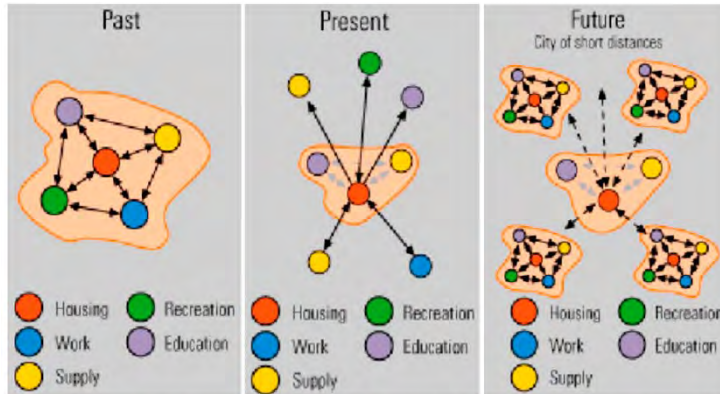 Past
Housing
Recreation
Work
Education
Supply
Present
Housing
Recreation
Work
Education
Supply
Future
City of short distances
Housing
Recreation
Work
Education
Supply